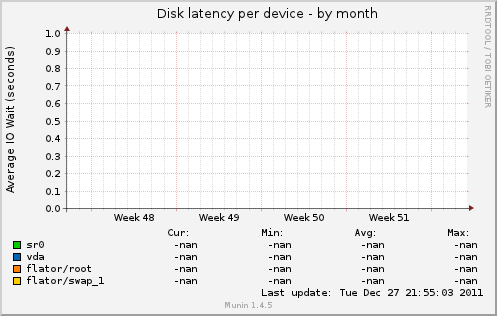 Disk latency per device - by month
RRDTOOL / TOBI OETIKER
Average IO Wait (seconds)
1.0
0.9
0.8
0.7
0.6
0.5
0.4
0.3
0.2
0.1
0.0
Week 48 Week 49 Week 50 Week 51
Cur: Min: Avg: Max:
sr0 -nan -nan -nan -nan
vda -nan -nan -nan -nan
flator/root -nan -nan -nan -nan
flator/swap_1 -nan -nan -nan -nan
Last update: Tue Dec 27 21:55:03 2011
Munin 1.4.5